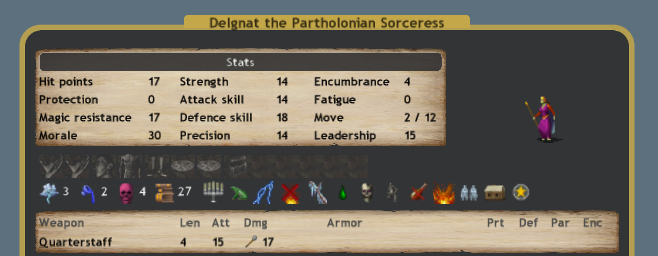 Delgnat the Partholonian Sorceress
Stats
Hit points 17 Strength 14 Encumbrance 4
Protection 0 Attack skill 14 Fatigue 0
Magic resistance 17 Defence skill 18 Move 2 / 12
Morale 30 Precision 14 Leadership 15
3 2 4 27
Weapon Len Att Dmg Armor Prt Def Par Enc
Quarterstaff 4 15 17